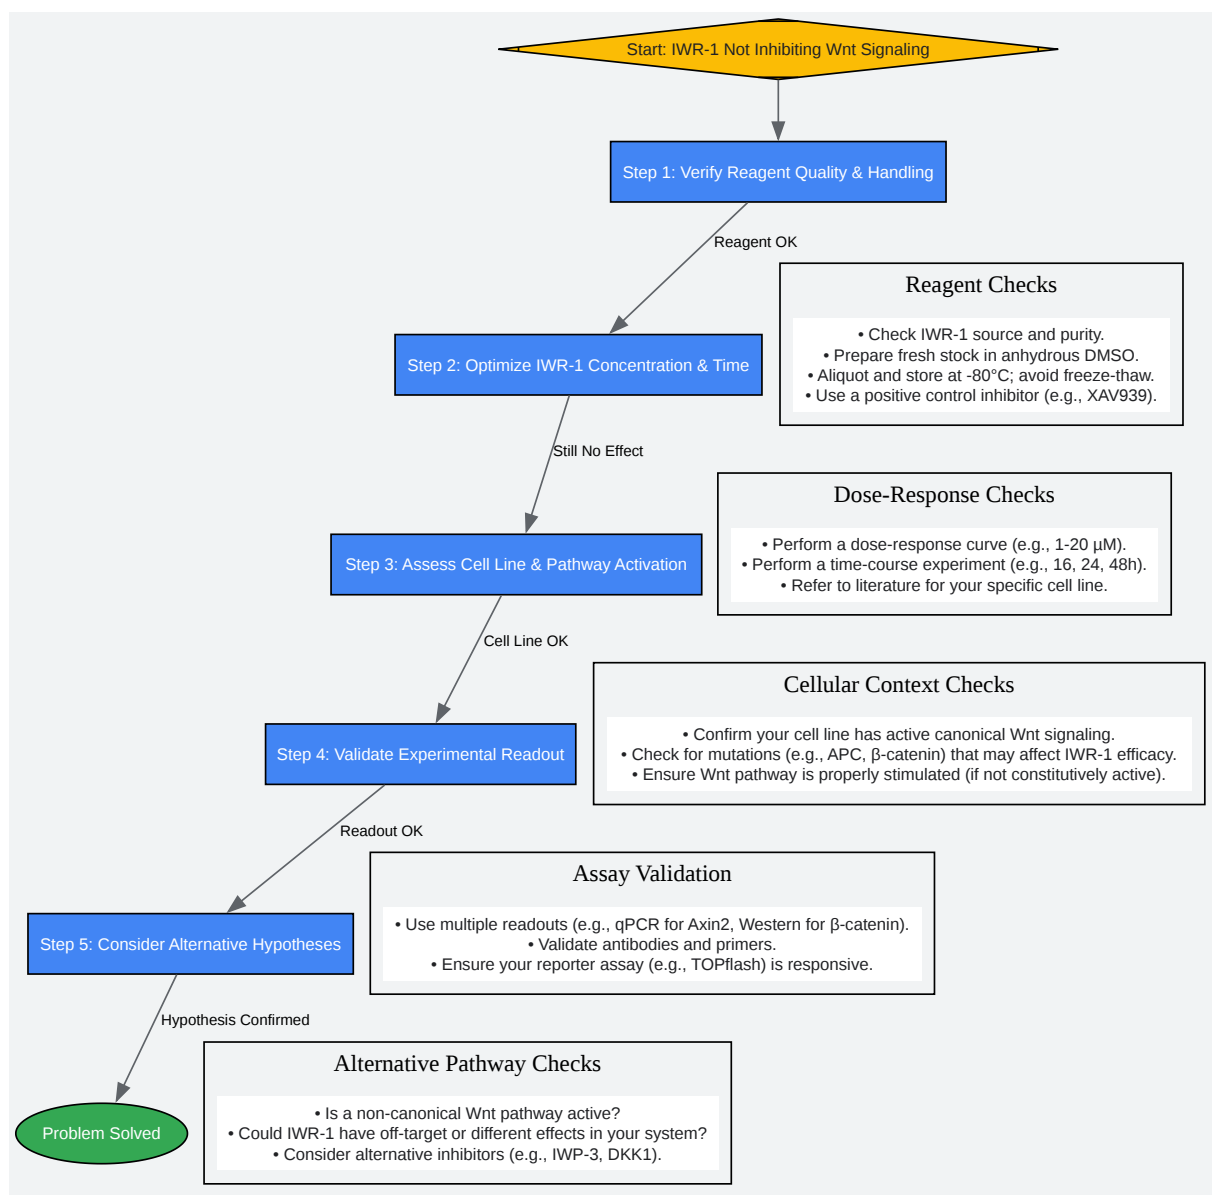 Start: IWR-1 Not Inhibiting Wnt Signaling
Step 1: Verify Reagent Quality & Handling
Reagent OK
Reagent Checks
• Check IWR-1 source and purity.
• Prepare fresh stock in anhydrous DMSO.
• Aliquot and store at -80°C; avoid freeze-thaw.
• Use a positive control inhibitor (e.g., XAV939).
Step 2: Optimize IWR-1 Concentration & Time
Still No Effect
Dose-Response Checks
• Perform a dose-response curve (e.g., 1-20 µM).
• Perform a time-course experiment (e.g., 16, 24, 48h).
• Refer to literature for your specific cell line.
Step 3: Assess Cell Line & Pathway Activation
Cell Line OK
Cellular Context Checks
• Confirm your cell line has active canonical Wnt signaling.
• Check for mutations (e.g., APC, β-catenin) that may affect IWR-1 efficacy.
• Ensure Wnt pathway is properly stimulated (if not constitutively active).
Step 4: Validate Experimental Readout
Readout OK
Assay Validation
• Use multiple readouts (e.g., qPCR for Axin2, Western for β-catenin).
• Validate antibodies and primers.
• Ensure your reporter assay (e.g., TOPflash) is responsive.
Step 5: Consider Alternative Hypotheses
Hypothesis Confirmed
Alternative Pathway Checks
• Is a non-canonical Wnt pathway active?
• Could IWR-1 have off-target or different effects in your system?
• Consider alternative inhibitors (e.g., IWP-3, DKK1).
Problem Solved